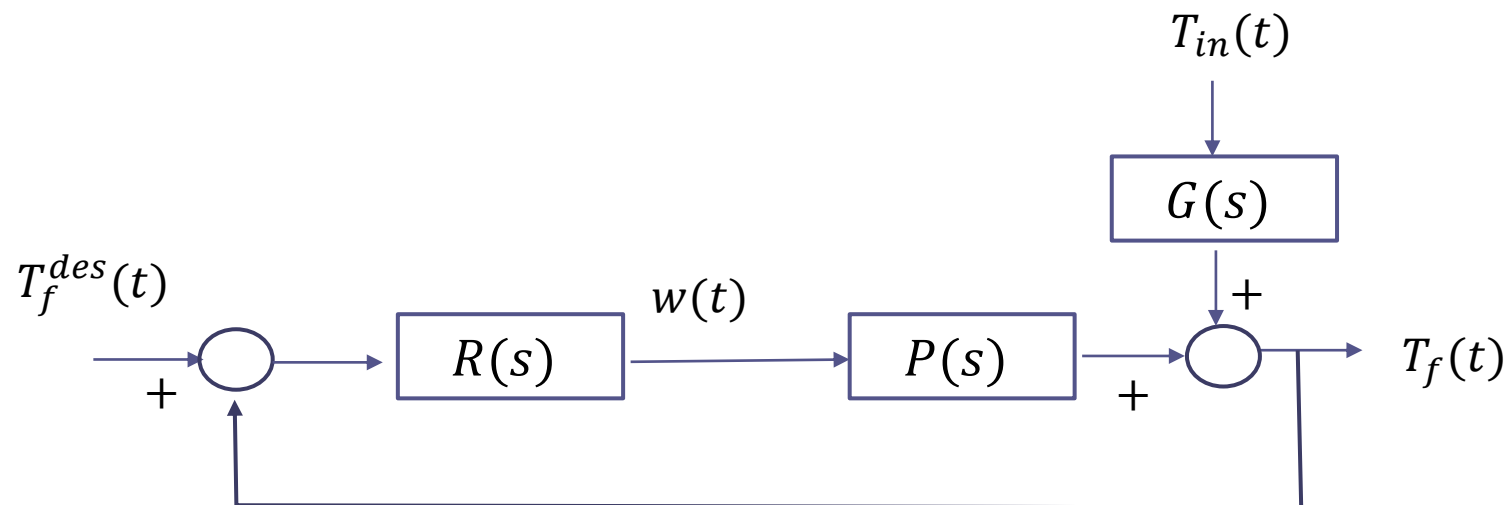 T_{in}(t)
G(s)
+
T_f^{des}(t)
w(t)
R(s)
P(s)
T_f(t)
+
+